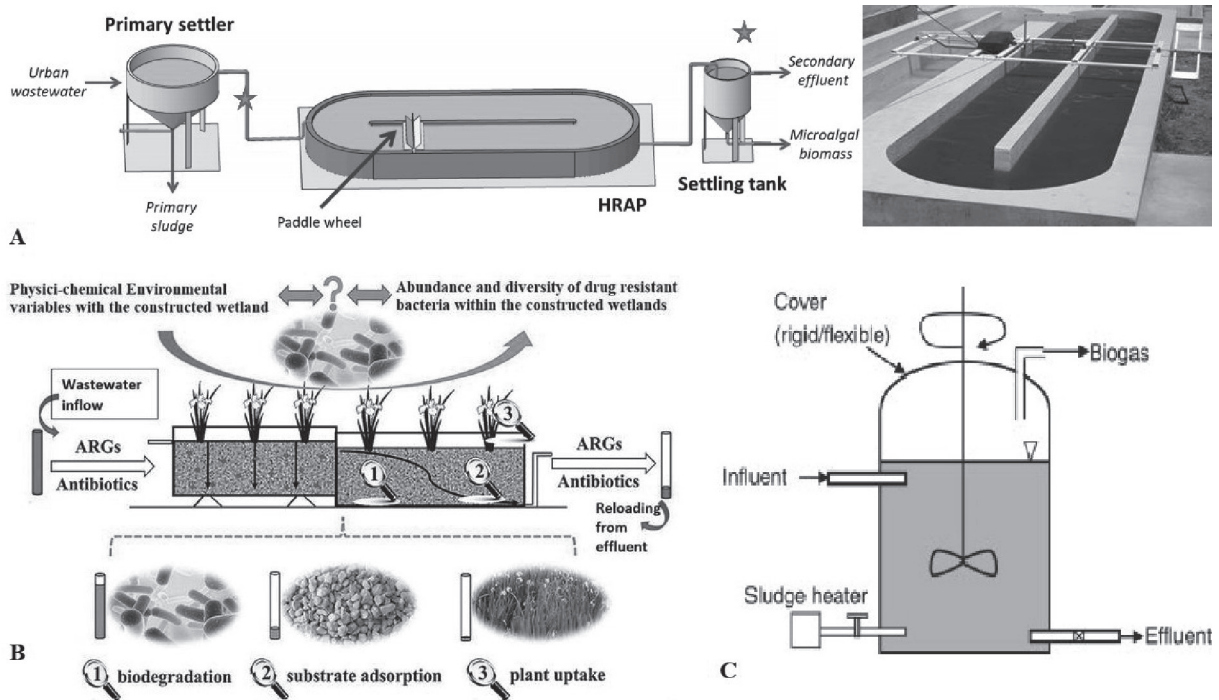 Primary settler
Urban
wastewater
Primary
sludge
Paddle wheel
HRAP
Settling tank
Secondary
effluent
Microalgal
biomass
A
Physici-chemical Environmental
variables with the constructed wetland
?
Abundance and diversity of drug resistant
bacteria within the constructed wetlands
Wastewater
inflow
ARGs
Antibiotics
1
2
3
ARGs
Antibiotics
Reloading
from
effluent
B
1 biodegradation
2 substrate adsorption
3 plant uptake
Cover
(rigid/flexible)
Biogas
Influent
Sludge heater
Effluent
C